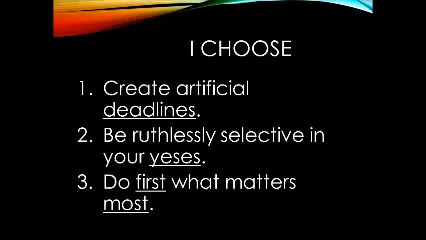 I CHOOSE
1. Create artificial
deadlines.
2. Be ruthlessly selective in
your yeses.
3. Do first what matters
most.